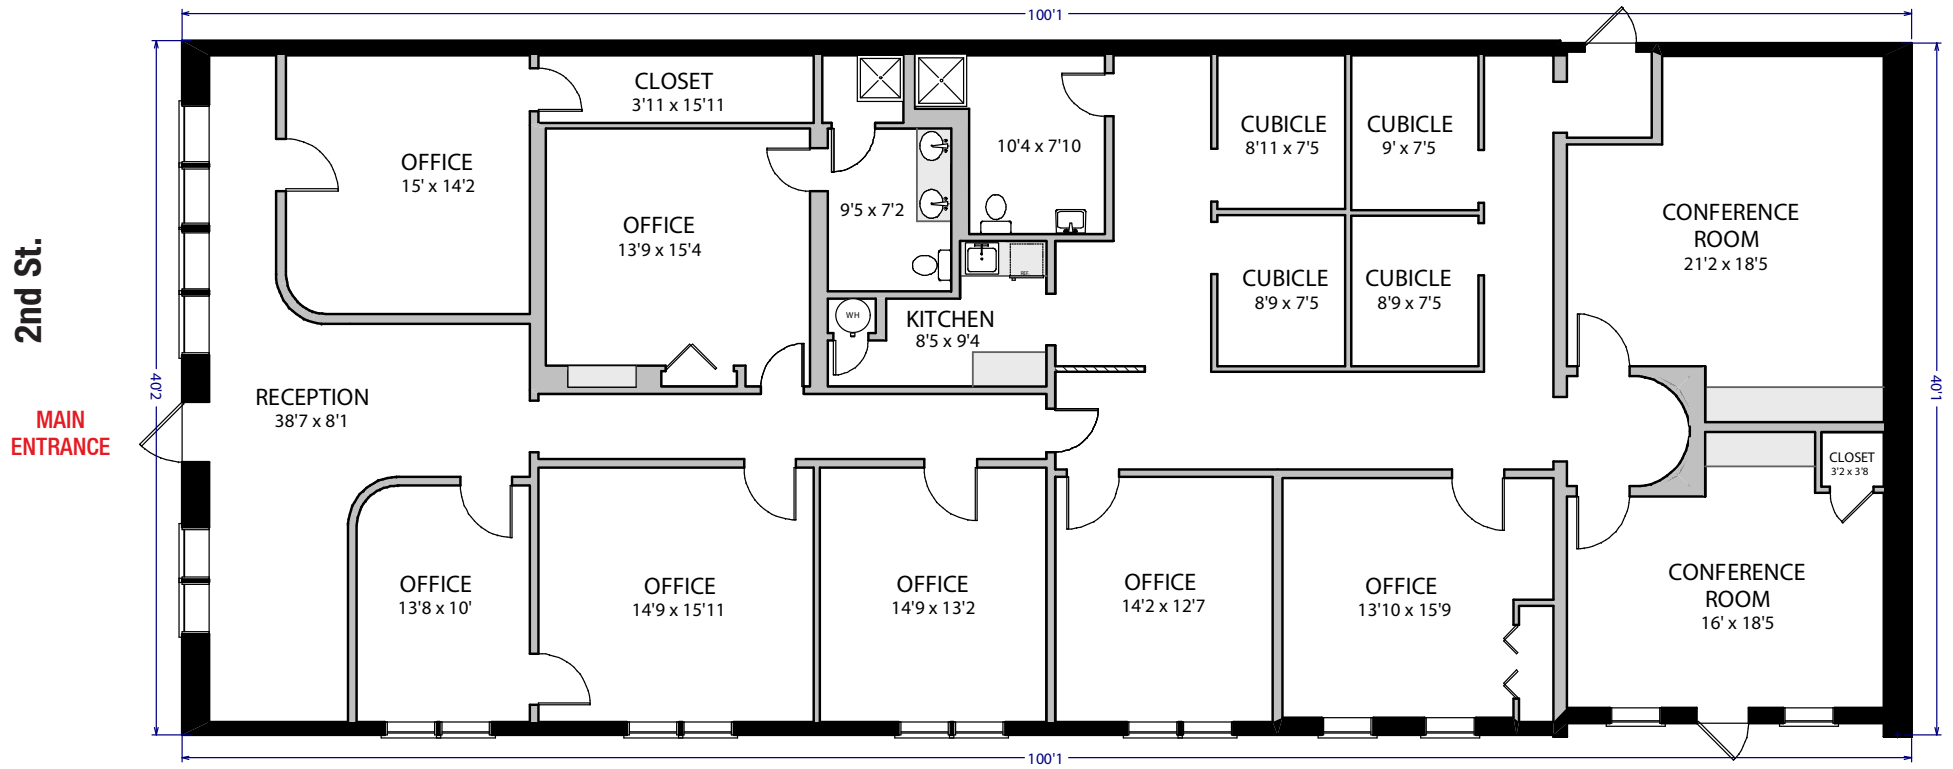 100'1
CLOSET
3'11 x 15'11
OFFICE
15' x 14'2
OFFICE
13'9 x 15'4
9'5 x 7'2
10'4 x 7'10
CUBICLE
8'11 x 7'5
CUBICLE
9' x 7'5
CUBICLE
8'9 x 7'5
CUBICLE
8'9 x 7'5
CONFERENCE
ROOM
21'2 x 18'5
2nd St.
WH
REF.
KITCHEN
8'5 x 9'4
40'2
40'1
RECEPTION
38'7 x 8'1
MAIN
ENTRANCE
CLOSET
3'2 x 3'8
OFFICE
13'8 x 10'
OFFICE
14'9 x 15'11
OFFICE
14'9 x 13'2
OFFICE
14'2 x 12'7
OFFICE
13'10 x 15'9
CONFERENCE
ROOM
16' x 18'5
100'1